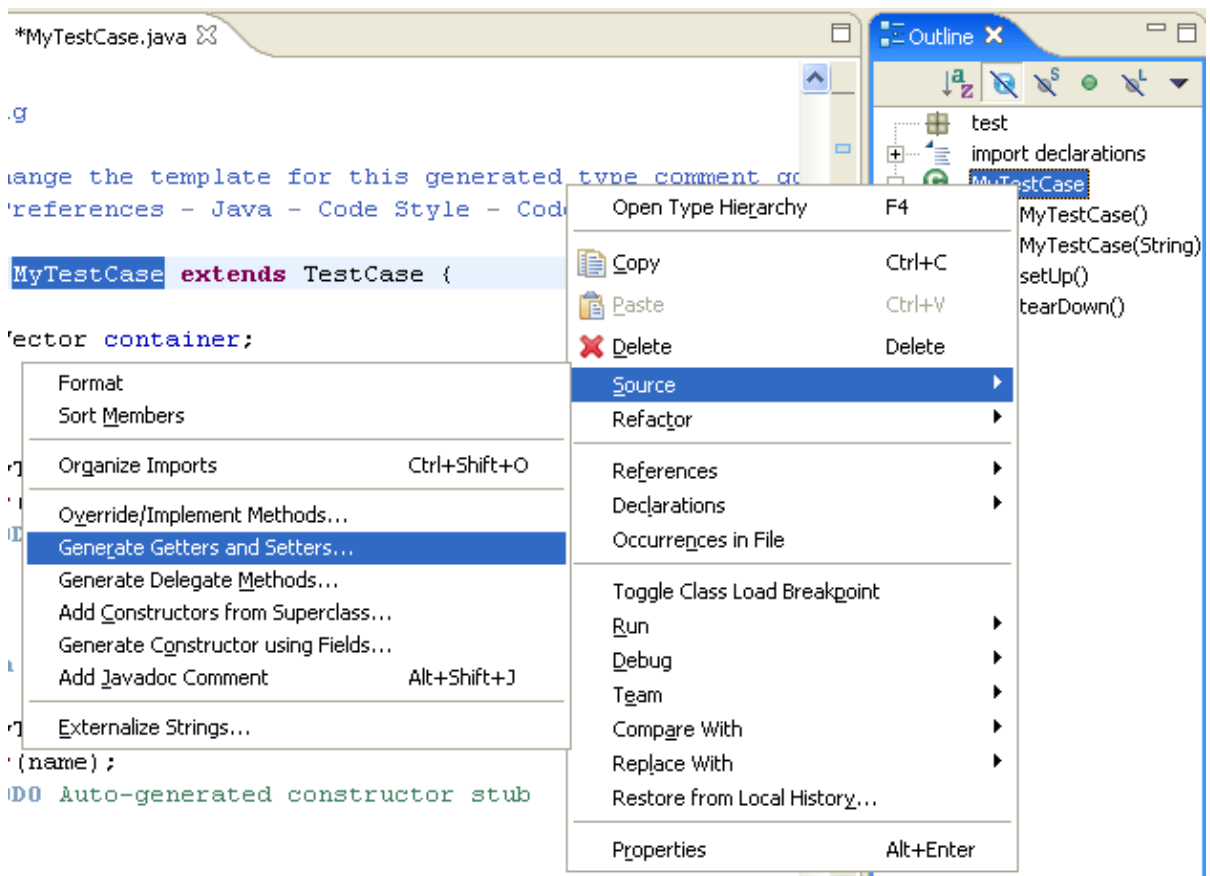 *MyTestCase.java
Outline
.g
test
import declarations
hange the template for this generated type comment go
MyTestCase
Preferences - Java - Code Style - Cod
MyTestCase()
MyTestCase(String)
MyTestCase extends TestCase {
setUp()
tearDown()
Vector container;
Open Type Hierarchy F4
Copy Ctrl+C
Paste Ctrl+V
Delete Delete
Source
Refactor
References
Declarations
Occurrences in File
Toggle Class Load Breakpoint
Run
Debug
Team
Compare With
Replace With
Restore from Local History...
Properties Alt+Enter
Format
Sort Members
Organize Imports Ctrl+Shift+O
Override/Implement Methods...
Generate Getters and Setters...
Generate Delegate Methods...
Add Constructors from Superclass...
Generate Constructor using Fields...
Add Javadoc Comment Alt+Shift+J
Externalize Strings...
(name);
ODO Auto-generated constructor stub